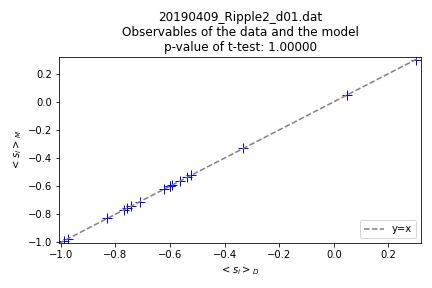 20190409_Ripple2_d01.dat
Observables of the data and the model
p-value of t-test: 1.00000
0.2
0.0
−0.2
−0.4
−0.6
−0.8
−1.0
< s_i >_M
y=x
−1.0 −0.8 −0.6 −0.4 −0.2 0.0 0.2
< s_i >_D